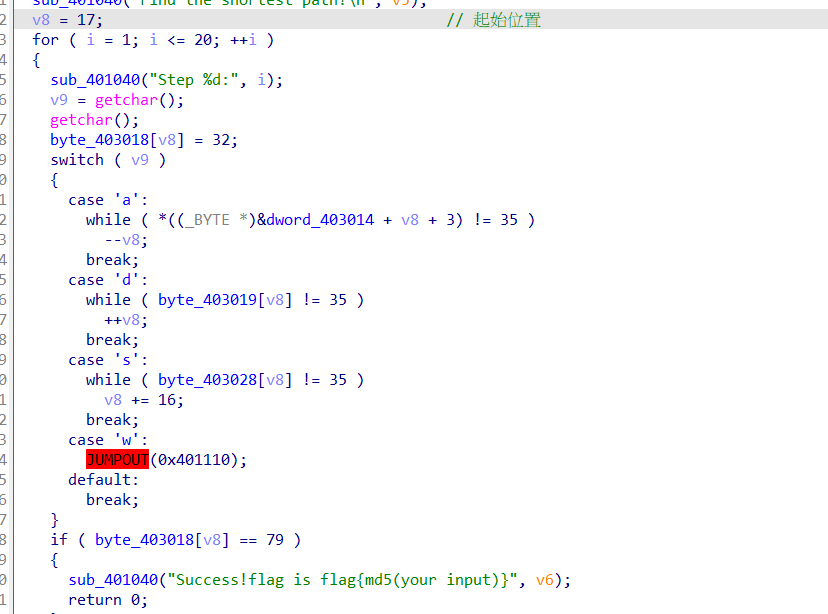 sub_401040("Find the shortest path!\n", v5);
2 v8 = 17; // 起始位置
3 for ( i = 1; i <= 20; ++i )
4 {
5 sub_401040("Step %d:", i);
6 v9 = getchar();
7 getchar();
8 byte_403018[v8] = 32;
9 switch ( v9 )
0 {
1 case 'a':
2 while ( *((_BYTE *)&dword_403014 + v8 + 3) != 35 )
3 --v8;
4 break;
5 case 'd':
6 while ( byte_403019[v8] != 35 )
7 ++v8;
8 break;
9 case 's':
0 while ( byte_403028[v8] != 35 )
1 v8 += 16;
2 break;
3 case 'w':
4 JUMPOUT(0x401110);
5 default:
6 break;
7 }
8 if ( byte_403018[v8] == 79 )
9 {
0 sub_401040("Success!flag is flag{md5(your input)}", v6);
1 return 0;